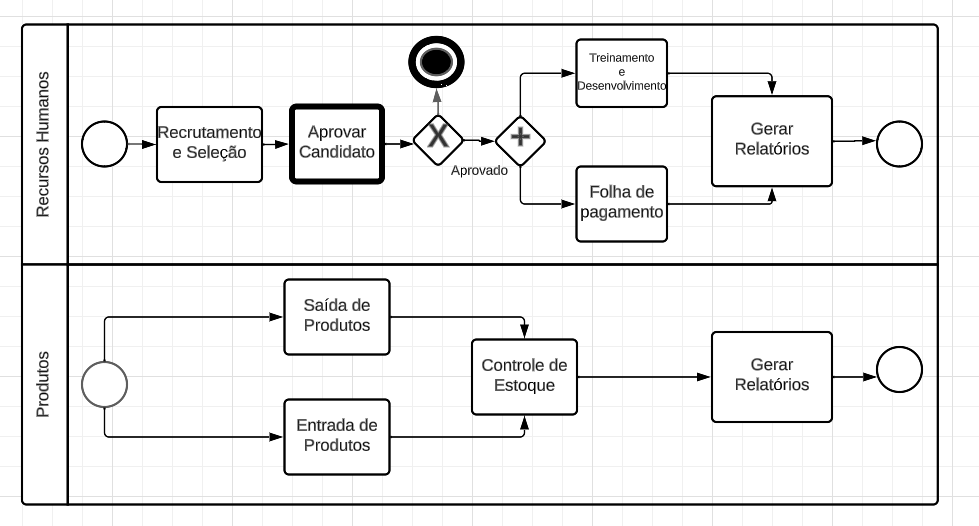 Recursos Humanos
Recrutamento
e Seleção
Aprovar
Candidato
X
Aprovado
+
Treinamento
e
Desenvolvimento
Folha de
pagamento
Gerar
Relatórios
Produtos
Saída de
Produtos
Entrada de
Produtos
Controle de
Estoque
Gerar
Relatórios